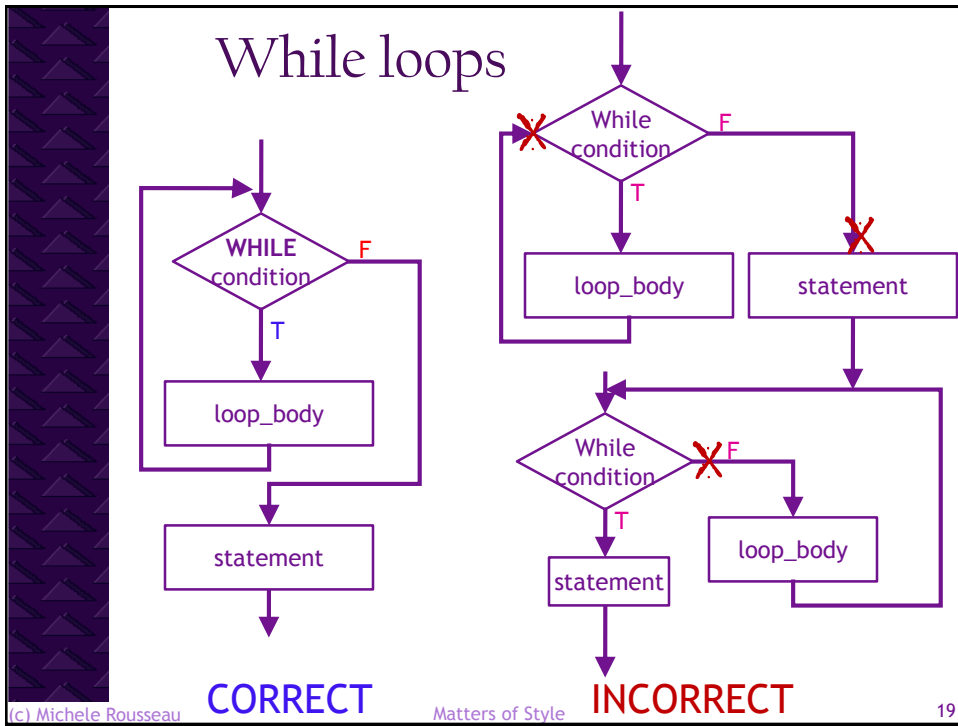 While loops
WHILE
condition
F
T
loop_body
statement
CORRECT
While
condition
F
T
loop_body
statement
While
condition
F
T
loop_body
statement
INCORRECT
(c) Michele Rousseau
Matters of Style
19